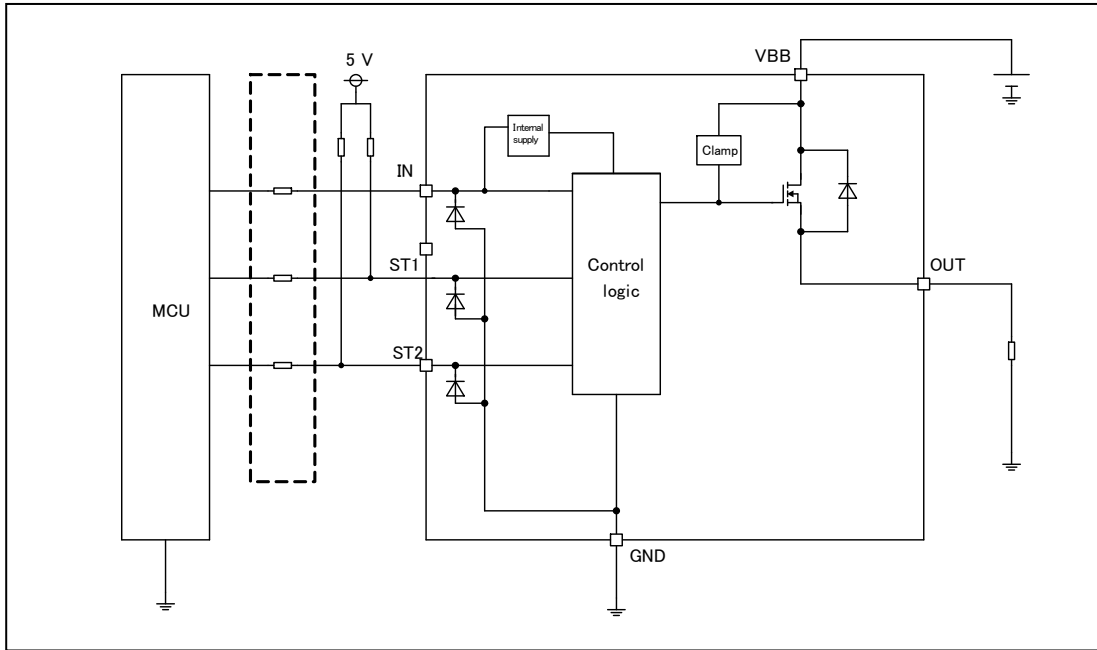 5 V
VBB
Internal
supply
Clamp
IN
ST1
Control
logic
OUT
MCU
ST2
GND